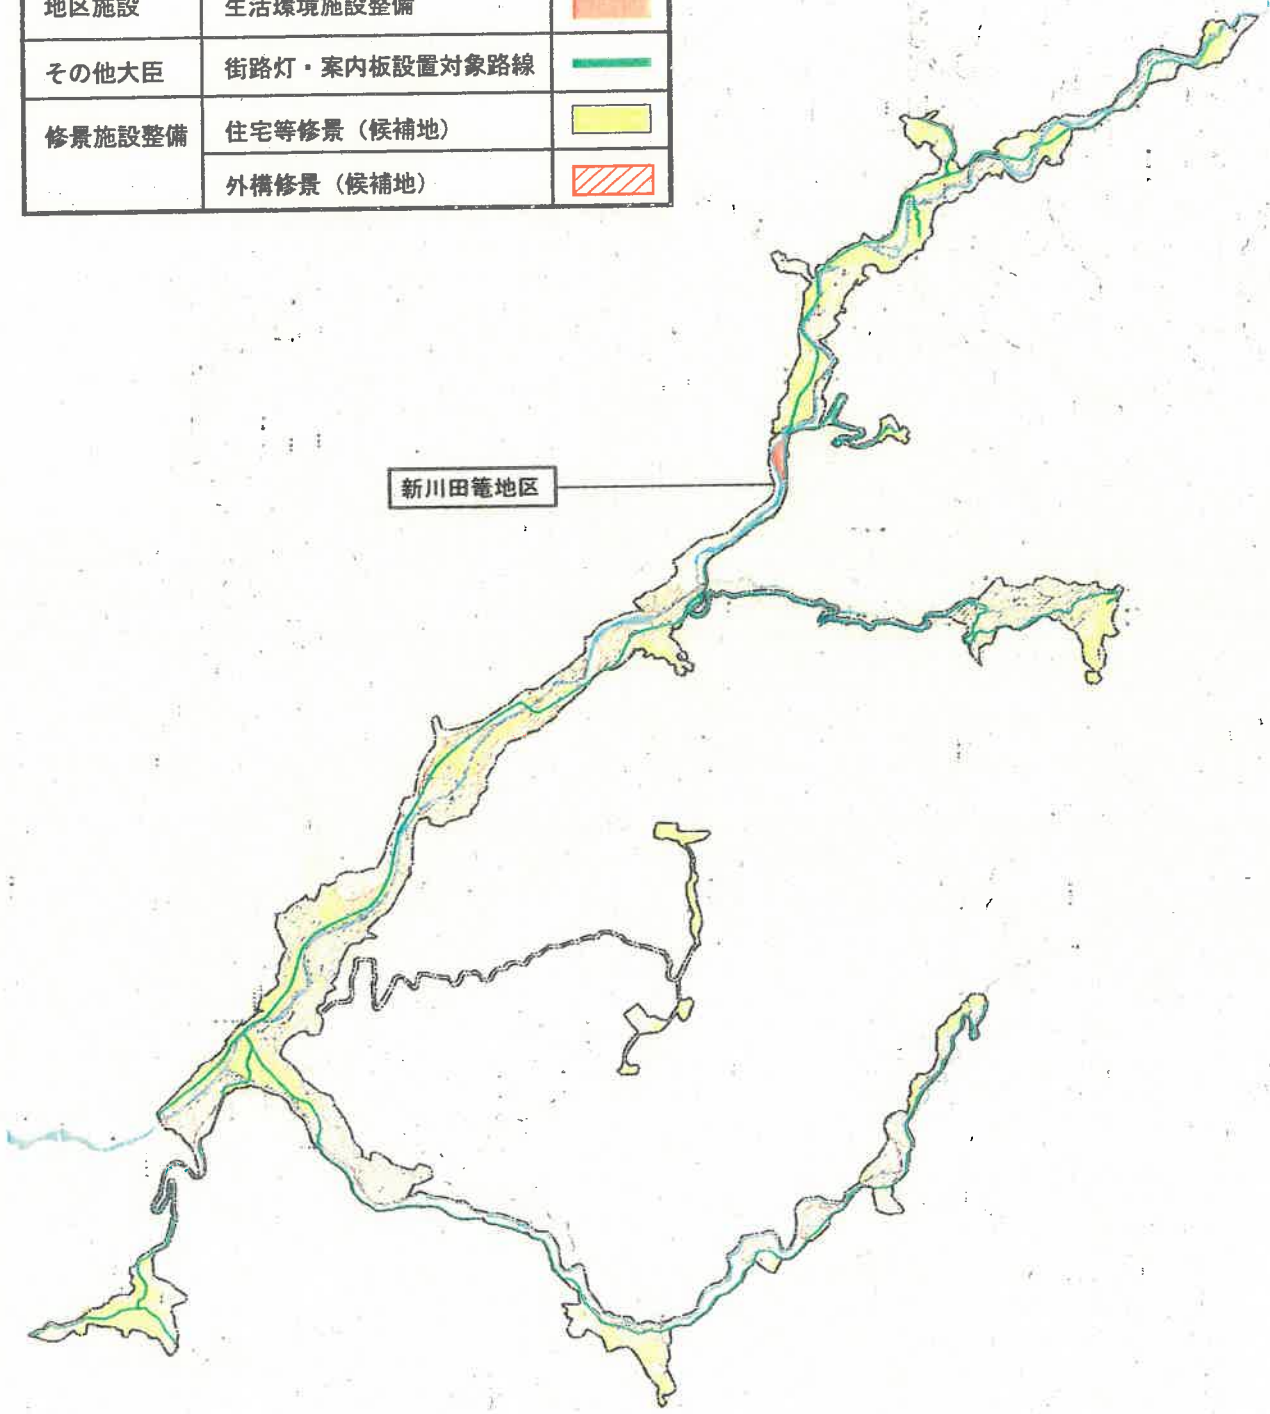 地区施設 生活環境施設整備
その他大臣 街路灯・案内板設置対象路線
修景施設整備 住宅等修景（候補地）
外構修景（候補地）
新川田篭地区